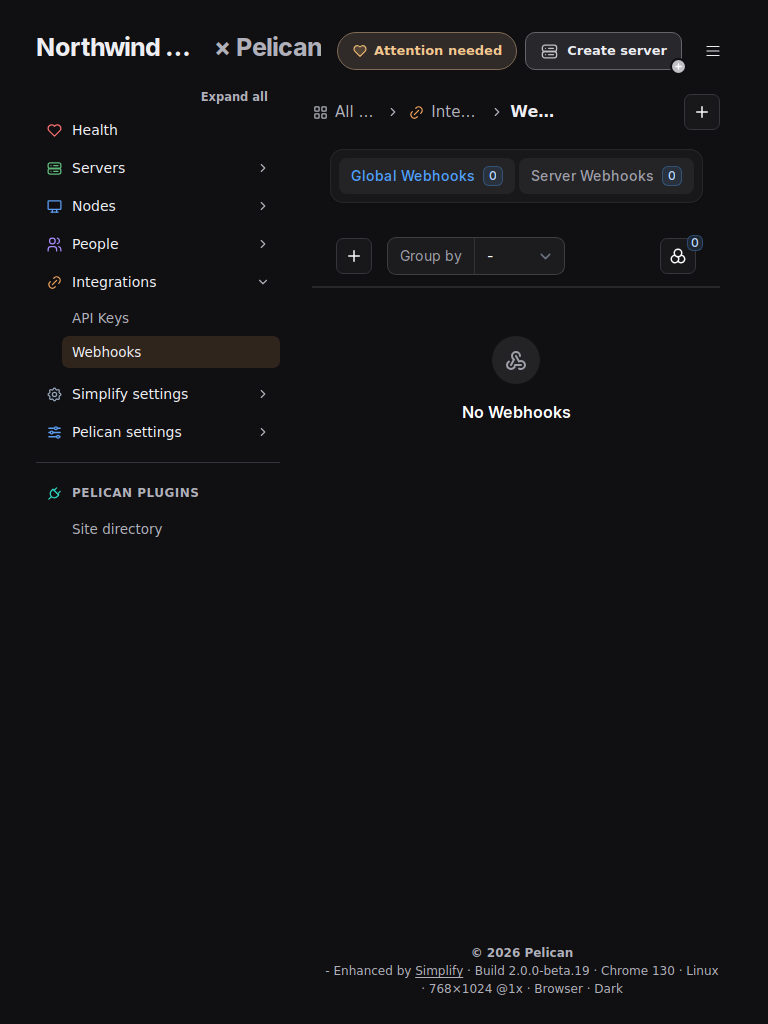 Northwind ... × Pelican
Attention needed
Create server
Expand all
Health
Servers
Nodes
People
Integrations
API Keys
Webhooks
Simplify settings
Pelican settings
PELICAN PLUGINS
Site directory
All ... > Inte... > We...
Global Webhooks 0
Server Webhooks 0
Group by -
0
No Webhooks
© 2026 Pelican
- Enhanced by Simplify · Build 2.0.0-beta.19 · Chrome 130 · Linux
· 768×1024 @1x · Browser · Dark